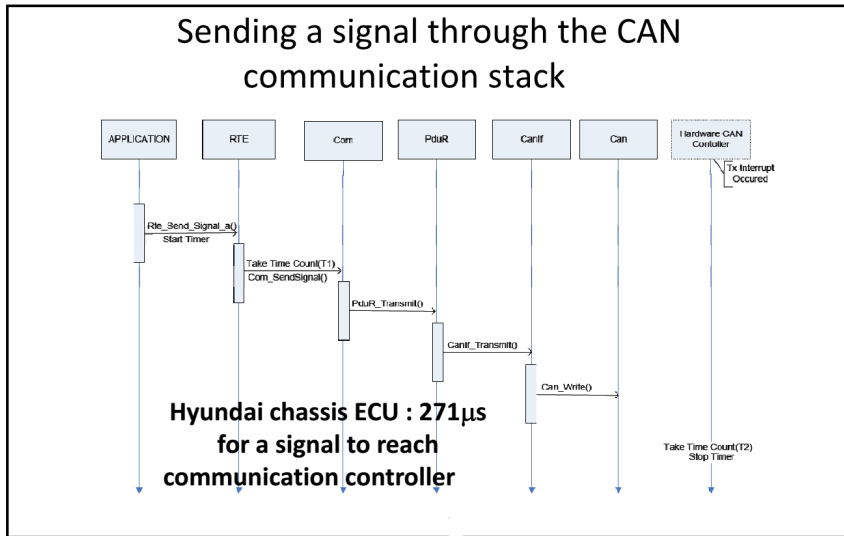 Sending a signal through the CAN
communication stack
APPLICATION
RTE
Com
PduR
CanIf
Can
Hardware CAN
Contoller
Tx Interrupt
Occured
Rte_Send_Signal_a()
Start Timer
Take Time Count(T1)
Com_SendSignal()
PduR_Transmit()
CanIf_Transmit()
Can_Write()
Hyundai chassis ECU : 271µs
for a signal to reach
communication controller
Take Time Count(T2)
Stop Timer